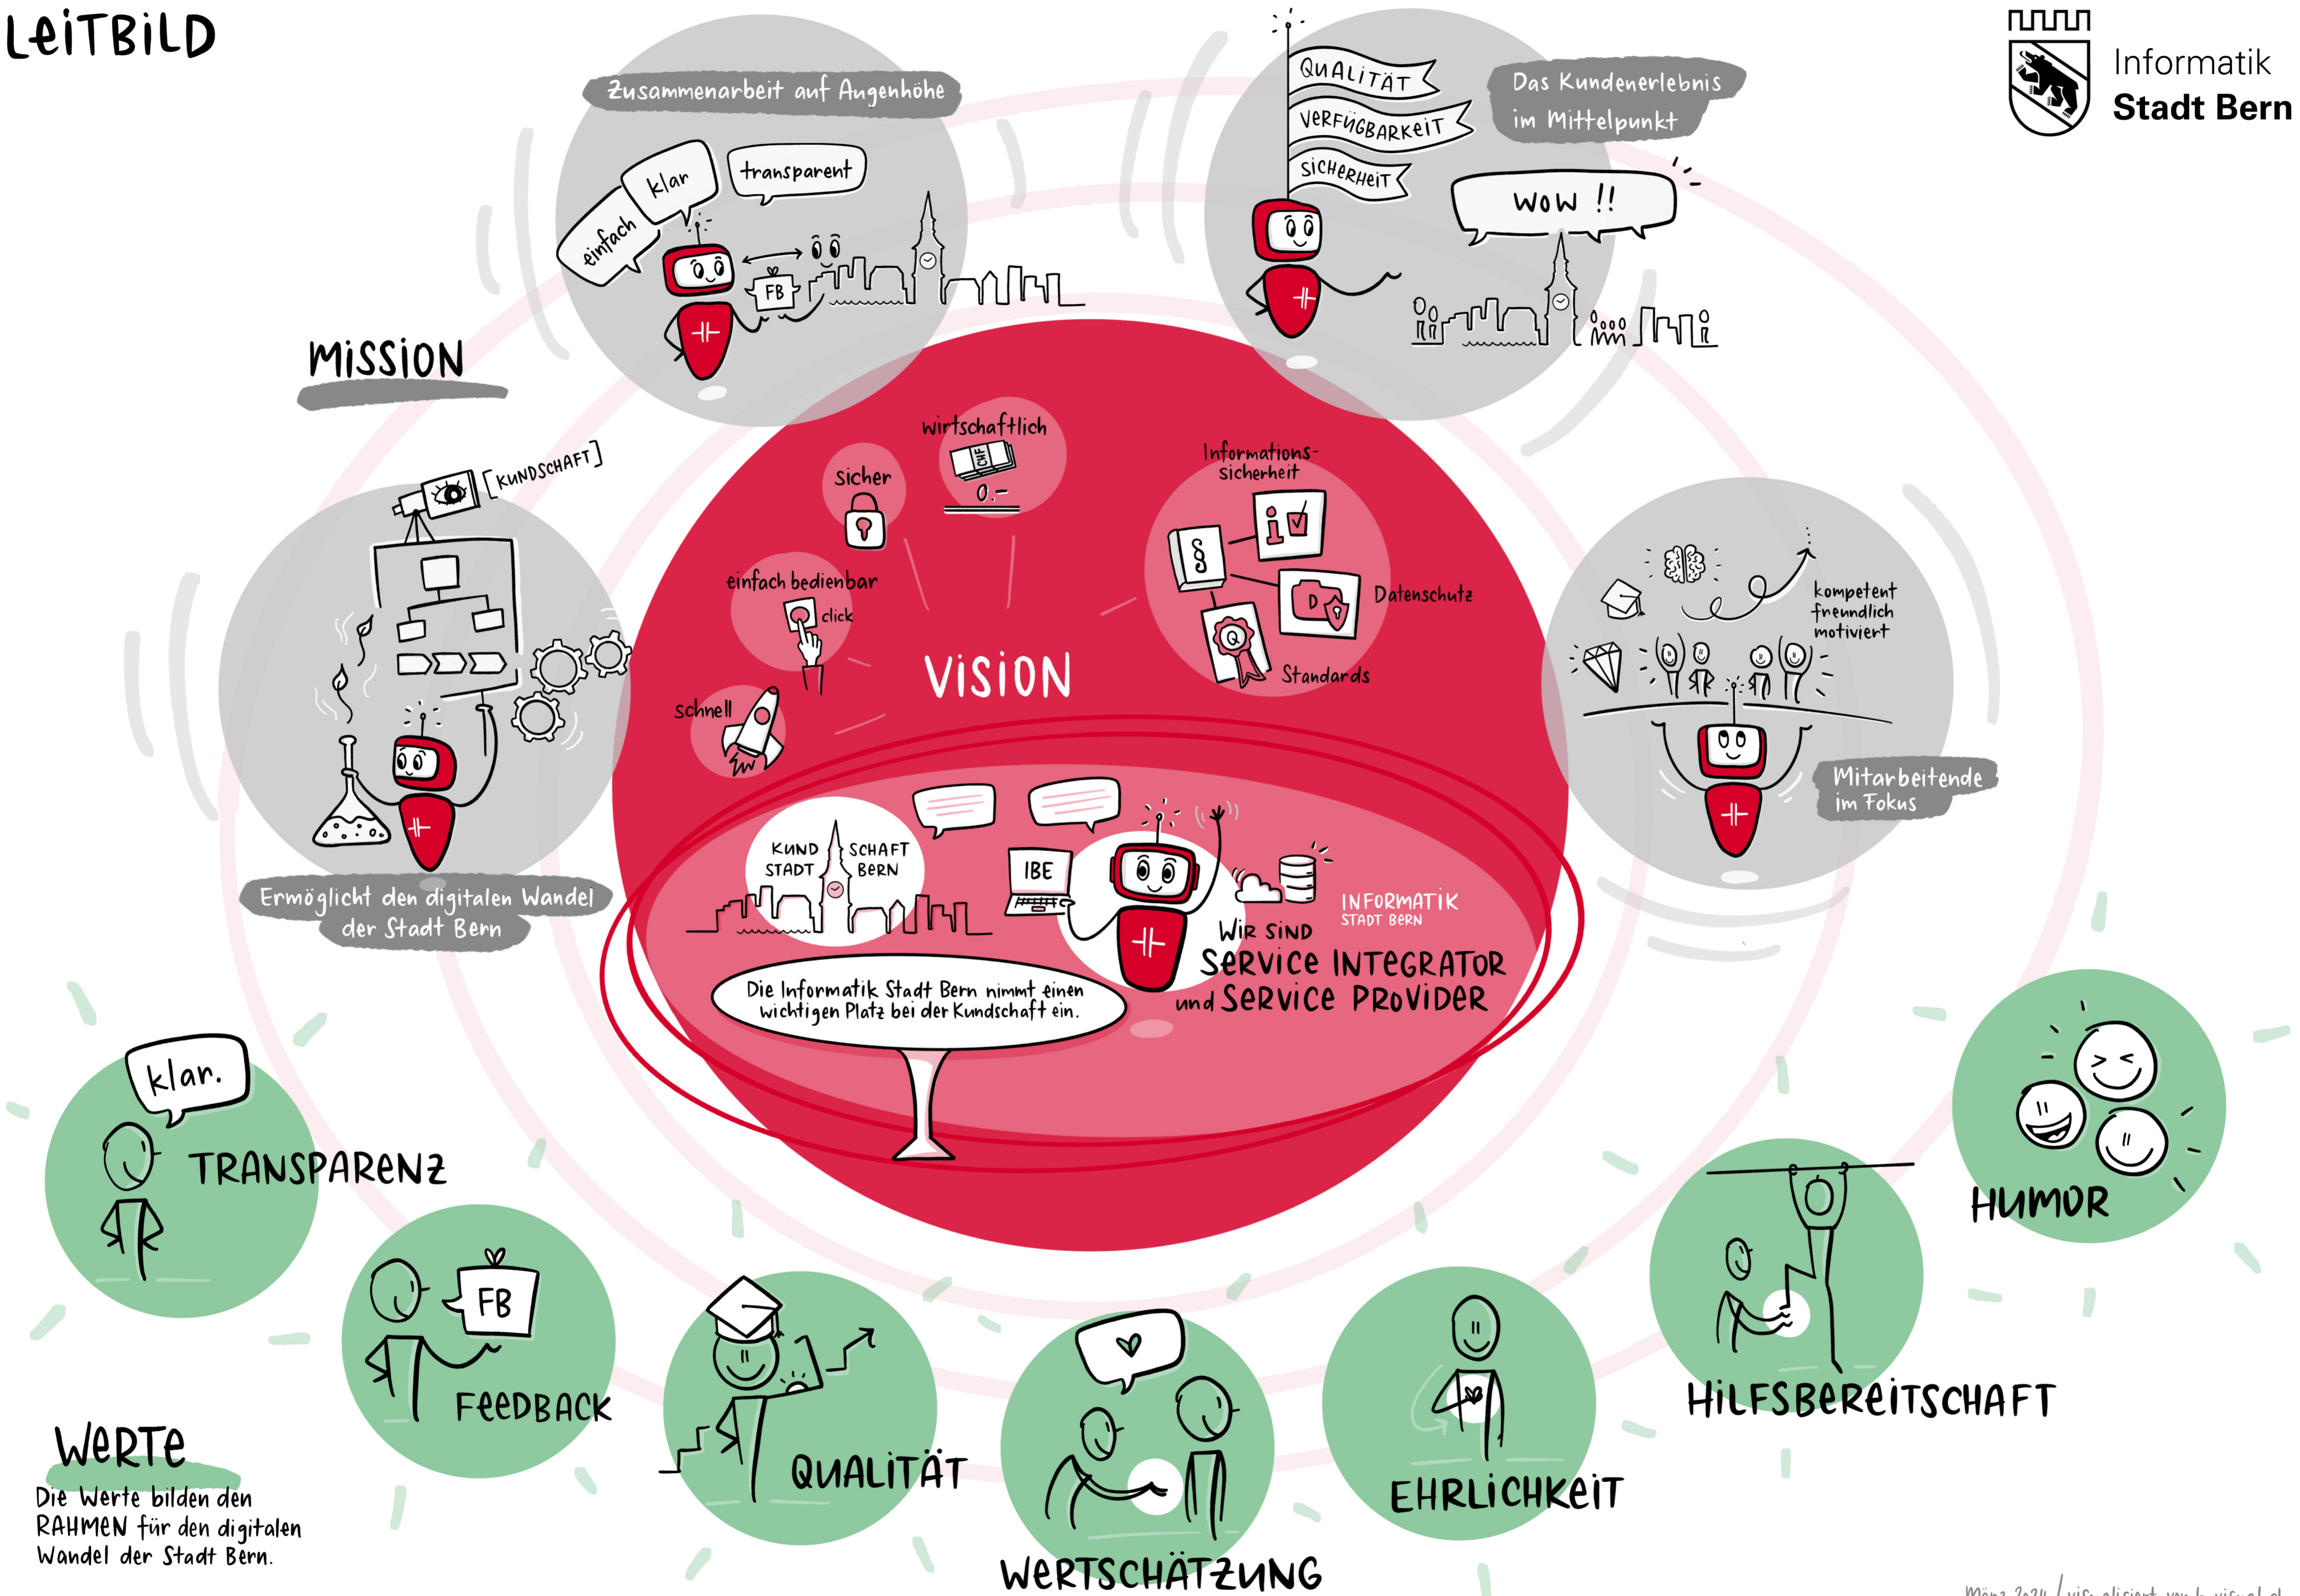 LEITBILD
Informatik
Stadt Bern
MISSION
Zusammenarbeit auf Augenhöhe
einfach
klar
transparent
FB
QUALITÄT
VERFÜGBARKEIT
SICHERHEIT
Das Kundenerlebnis
im Mittelpunkt
WOW !!
[KUNDSCHAFT]
Ermöglicht den digitalen Wandel
der Stadt Bern
kompetent
freundlich
motiviert
Mitarbeitende
im Fokus
VISION
schnell
einfach bedienbar
click
sicher
wirtschaftlich
CHF
0.-
Informations-
sicherheit
i
§
D
Datenschutz
Q
Standards
KUND SCHAFT
STADT BERN
IBE
INFORMATIK
STADT BERN
WIR SIND
SERVICE INTEGRATOR
und SERVICE PROVIDER
Die Informatik Stadt Bern nimmt einen
wichtigen Platz bei der Kundschaft ein.
klar.
TRANSPARENZ
FB
FEEDBACK
QUALITÄT
WERTSCHÄTZUNG
EHRLICHKEIT
HILFSBEREITSCHAFT
HUMOR
WERTE
Die Werte bilden den
RAHMEN für den digitalen
Wandel der Stadt Bern.
März 2024 / visualisiert von